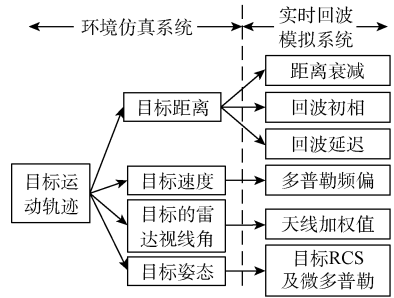 环境仿真系统
实时回波
模拟系统
目标运
动轨迹
目标距离
目标速度
目标的雷
达视线角
目标姿态
距离衰减
回波初相
回波延迟
多普勒频偏
天线加权值
目标RCS
及微多普勒